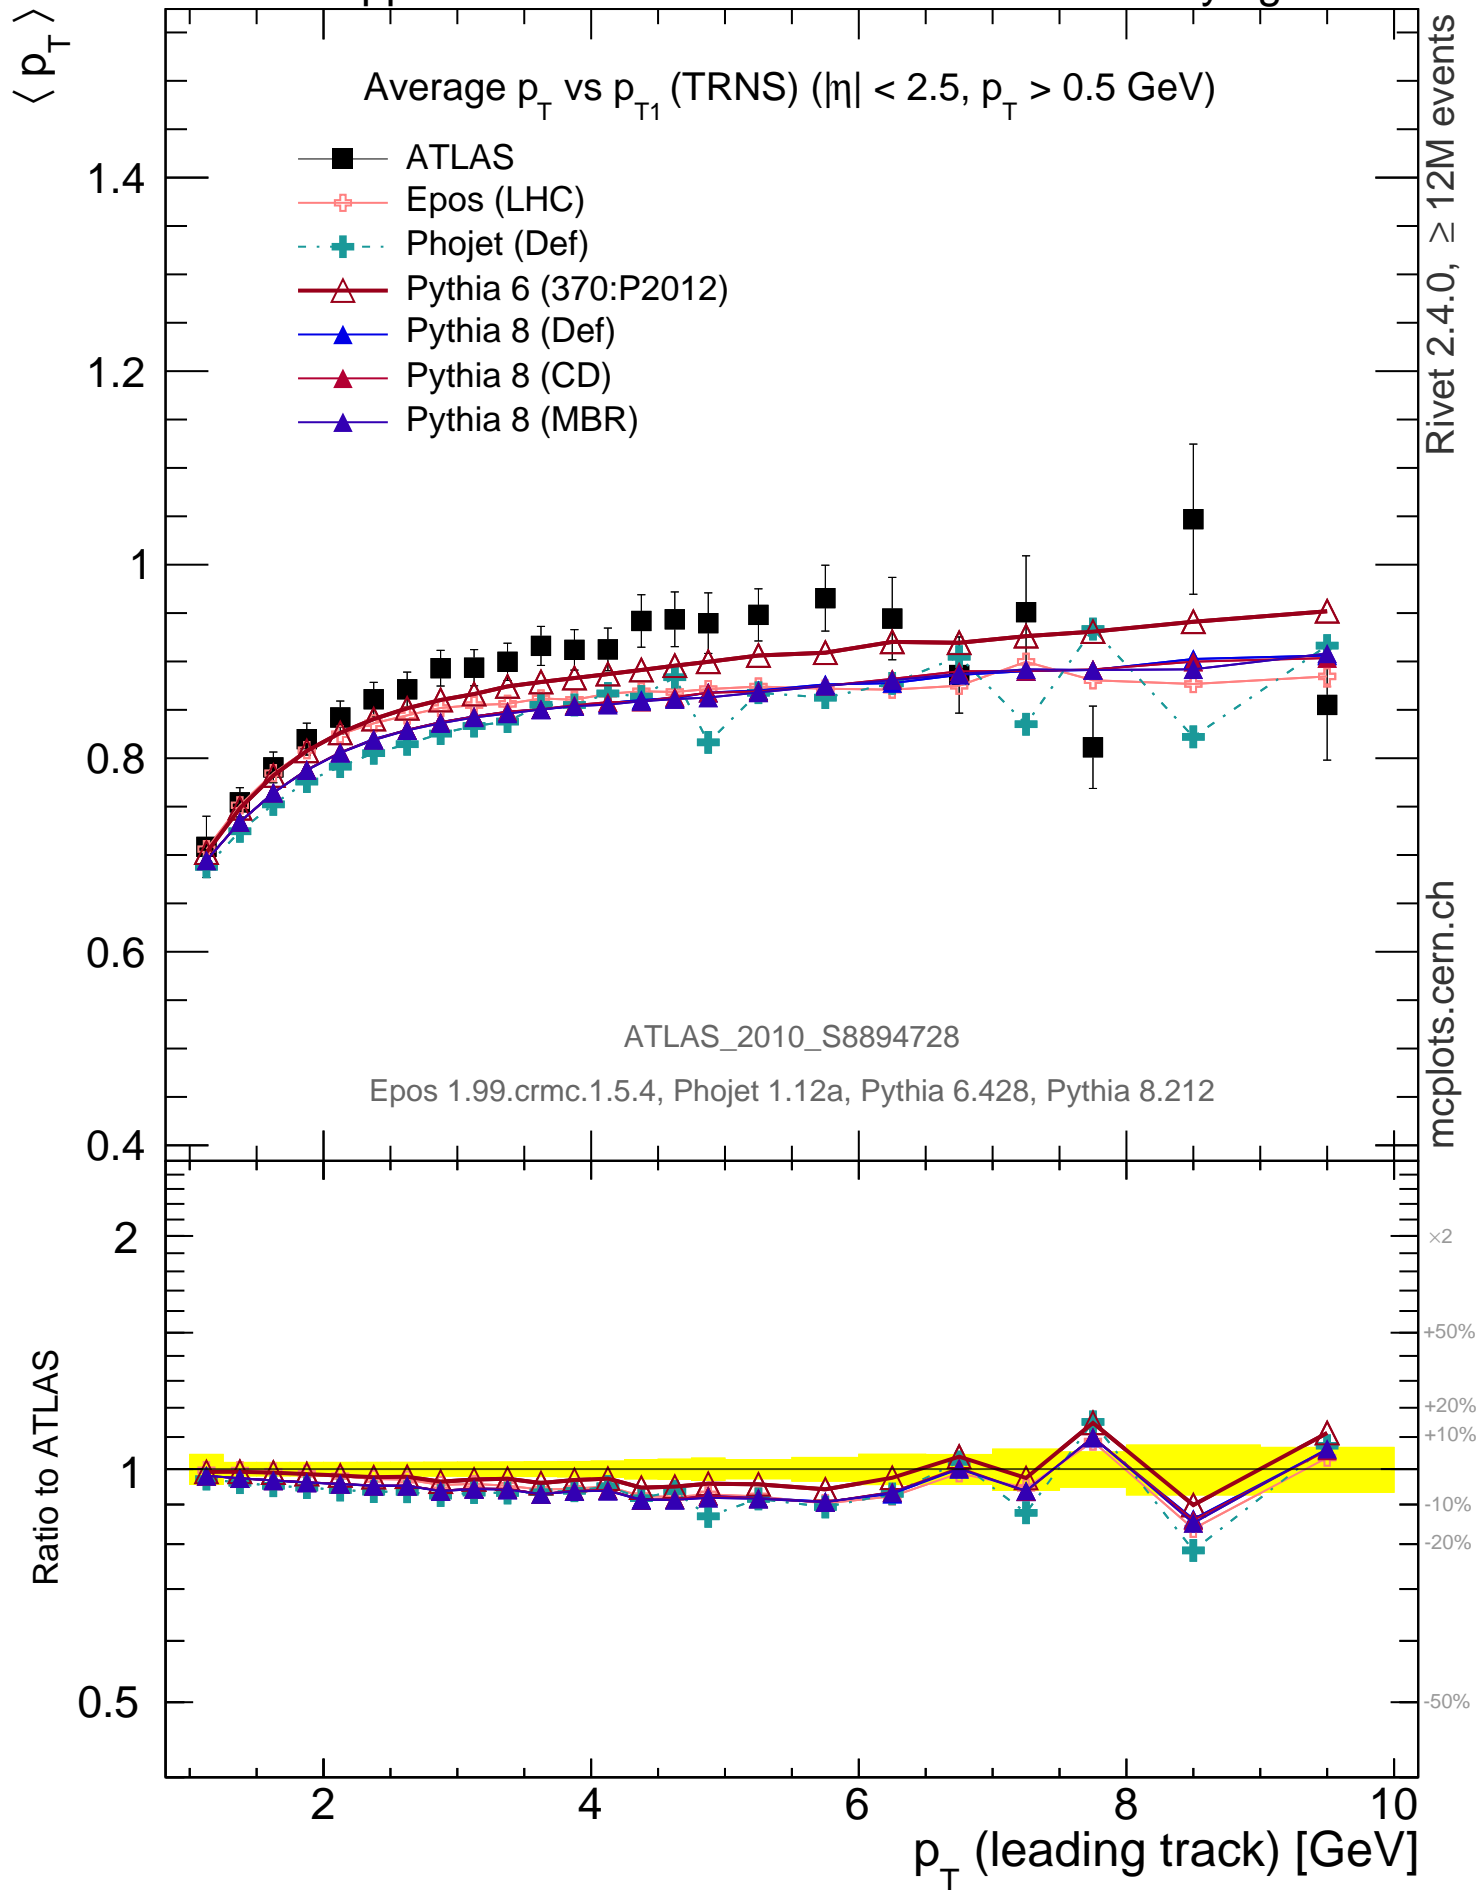 ⟨ p_T ⟩
Average p_T vs p_T1 (TRNS) (|η| < 2.5, p_T > 0.5 GeV)
ATLAS
Epos (LHC)
Phojet (Def)
Pythia 6 (370:P2012)
Pythia 8 (Def)
Pythia 8 (CD)
Pythia 8 (MBR)
1.4
1.2
1
0.8
0.6
0.4
ATLAS_2010_S8894728
Epos 1.99.crmc.1.5.4, Phojet 1.12a, Pythia 6.428, Pythia 8.212
Rivet 2.4.0, ≥ 12M events
mcplots.cern.ch
Ratio to ATLAS
2
1
0.5
×2
+50%
+20%
+10%
-10%
-20%
-50%
2 4 6 8 10
p_T (leading track) [GeV]